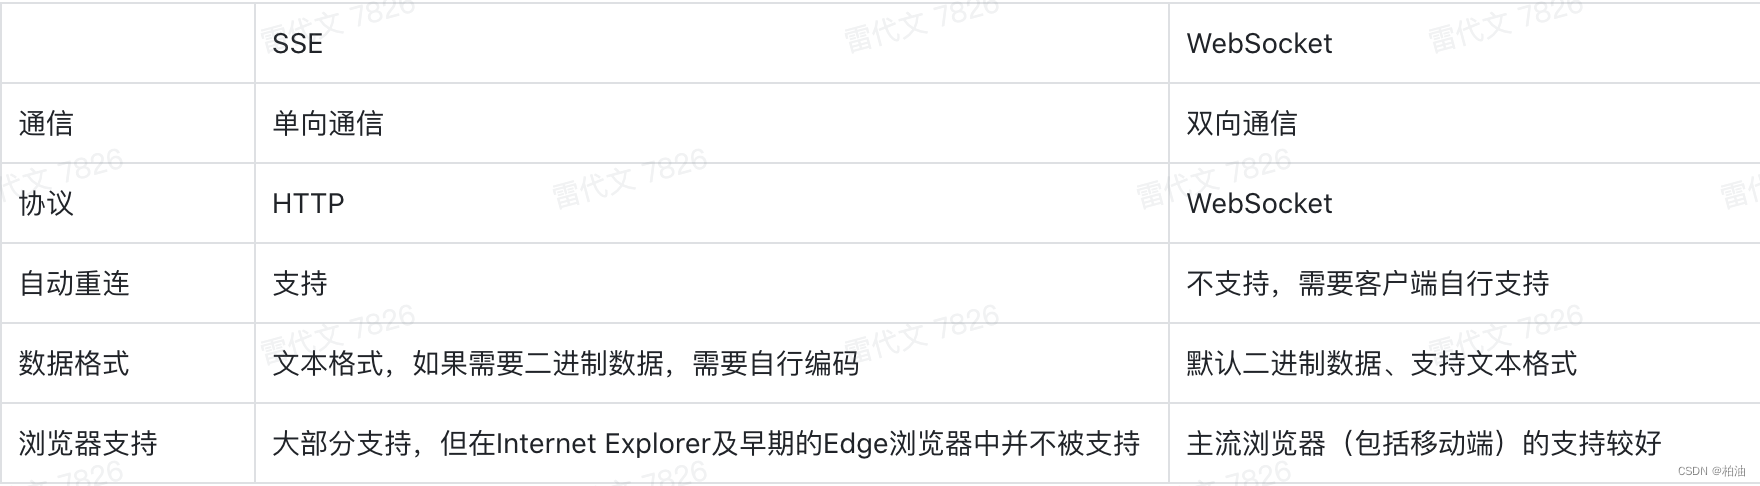 SSE WebSocket
通信 单向通信 双向通信
协议 HTTP WebSocket
自动重连 支持 不支持，需要客户端自行支持
数据格式 文本格式，如果需要二进制数据，需要自行编码 默认二进制数据、支持文本格式
浏览器支持 大部分支持，但在Internet Explorer及早期的Edge浏览器中并不被支持 主流浏览器（包括移动端）的支持较好
雷代文 7826
CSDN @柏油